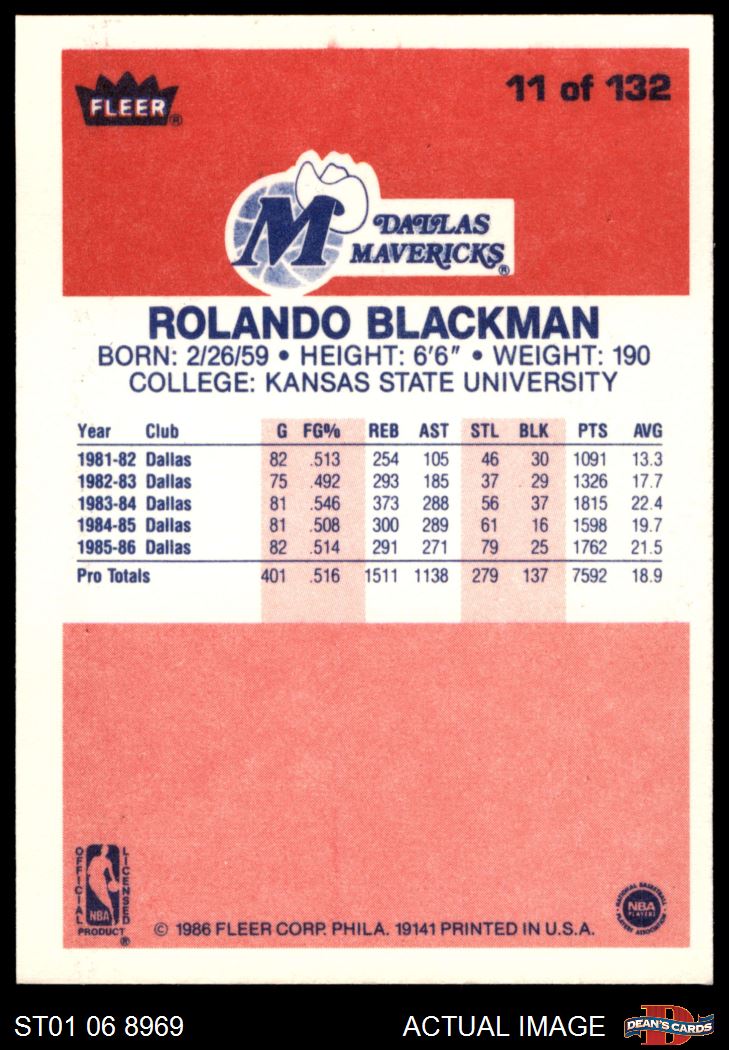 FLEER®
11 of 132
M
DALLAS
MAVERICKS®
ROLANDO BLACKMAN
BORN: 2/26/59 • HEIGHT: 6'6" • WEIGHT: 190
COLLEGE: KANSAS STATE UNIVERSITY
Year Club G FG% REB AST STL BLK PTS AVG
1981-82 Dallas 82 .513 254 105 46 30 1091 13.3
1982-83 Dallas 75 .492 293 185 37 29 1326 17.7
1983-84 Dallas 81 .546 373 288 56 37 1815 22.4
1984-85 Dallas 81 .508 300 289 61 16 1598 19.7
1985-86 Dallas 82 .514 291 271 79 25 1762 21.5
Pro Totals 401 .516 1511 1138 279 137 7592 18.9
OFFICIAL
LICENSED
NBA
PRODUCT®
© 1986 FLEER CORP. PHILA. 19141 PRINTED IN U.S.A.
NATIONAL BASKETBALL
NBA
PLAYERS
PLAYERS ASSOCIATION
ST01 06 8969
ACTUAL IMAGE
D
DEAN'S CARDS